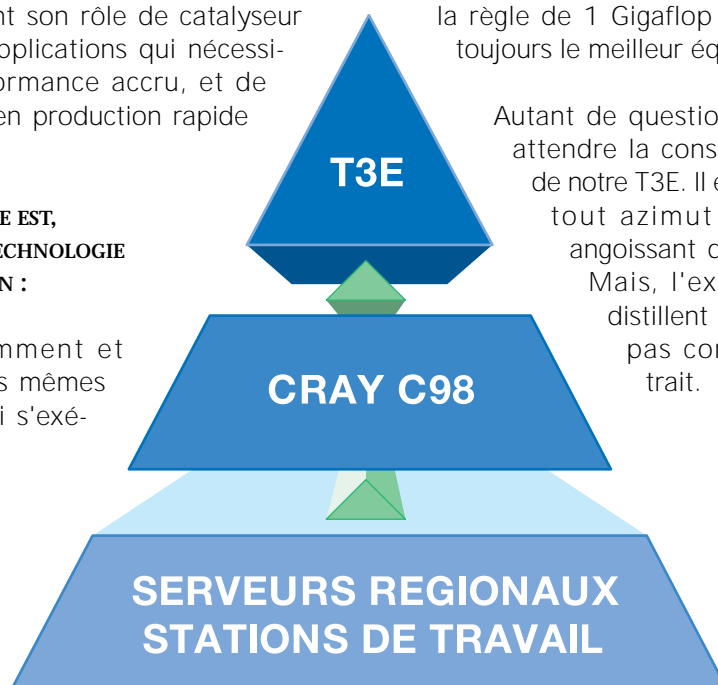 nt son rôle de catalyseur
pplications qui nécessi-
ormance accru, et de
en production rapide
E EST,
ECHNOLOGIE
N :
mment et
s mêmes
i s'exé-
T3E
CRAY C98
SERVEURS REGIONAUX
STATIONS DE TRAVAIL
la règle de 1 Gigaflop
toujours le meilleur éq
Autant de question
attendre la cons
de notre T3E. Il e
tout azimut
angoissant d
Mais, l'ex
distillent
pas con
trait.